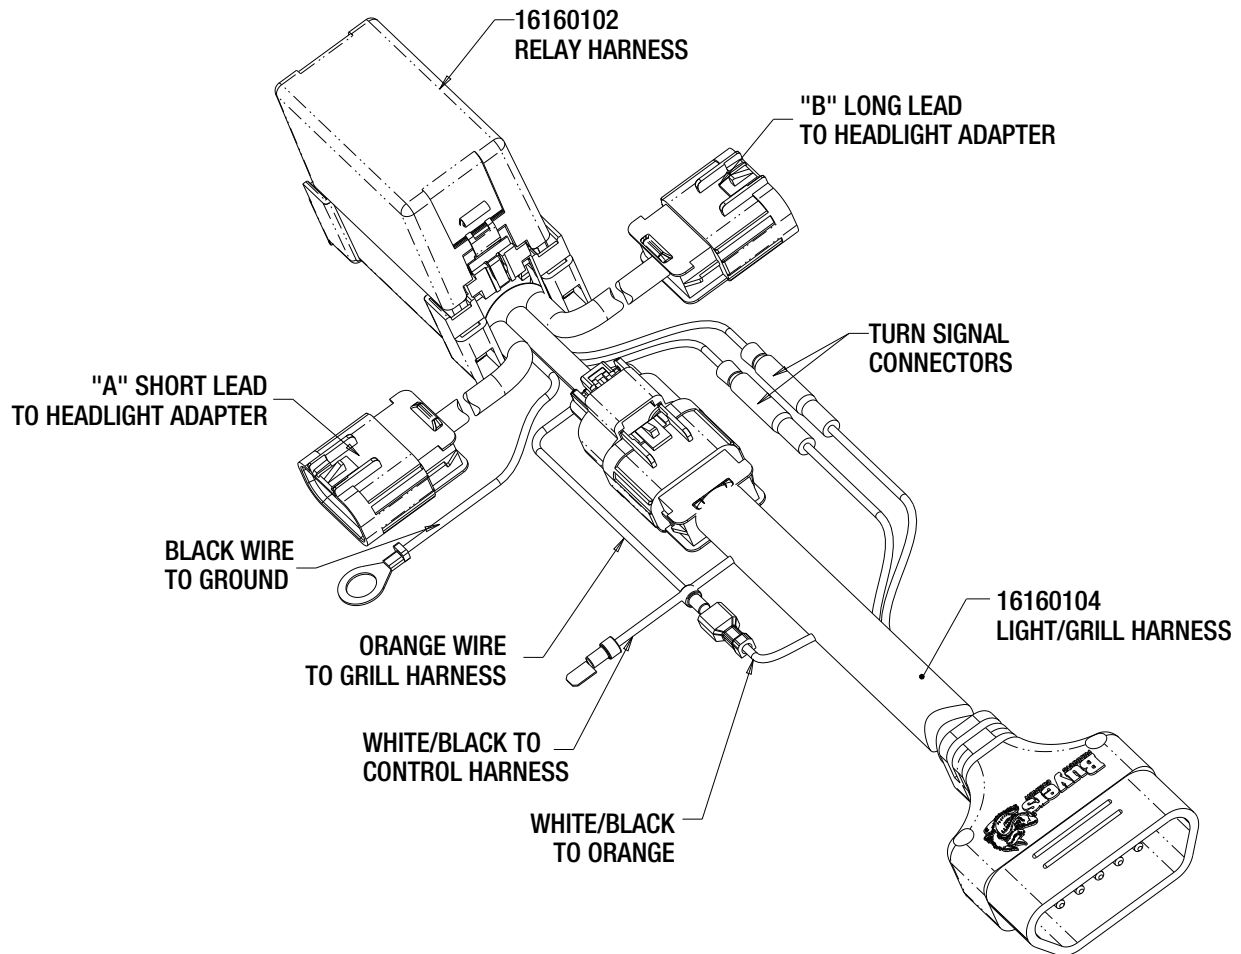 16160102
RELAY HARNESS
"B" LONG LEAD
TO HEADLIGHT ADAPTER
TURN SIGNAL
CONNECTORS
"A" SHORT LEAD
TO HEADLIGHT ADAPTER
BLACK WIRE
TO GROUND
16160104
LIGHT/GRILL HARNESS
ORANGE WIRE
TO GRILL HARNESS
WHITE/BLACK TO
CONTROL HARNESS
WHITE/BLACK
TO ORANGE
Buyers